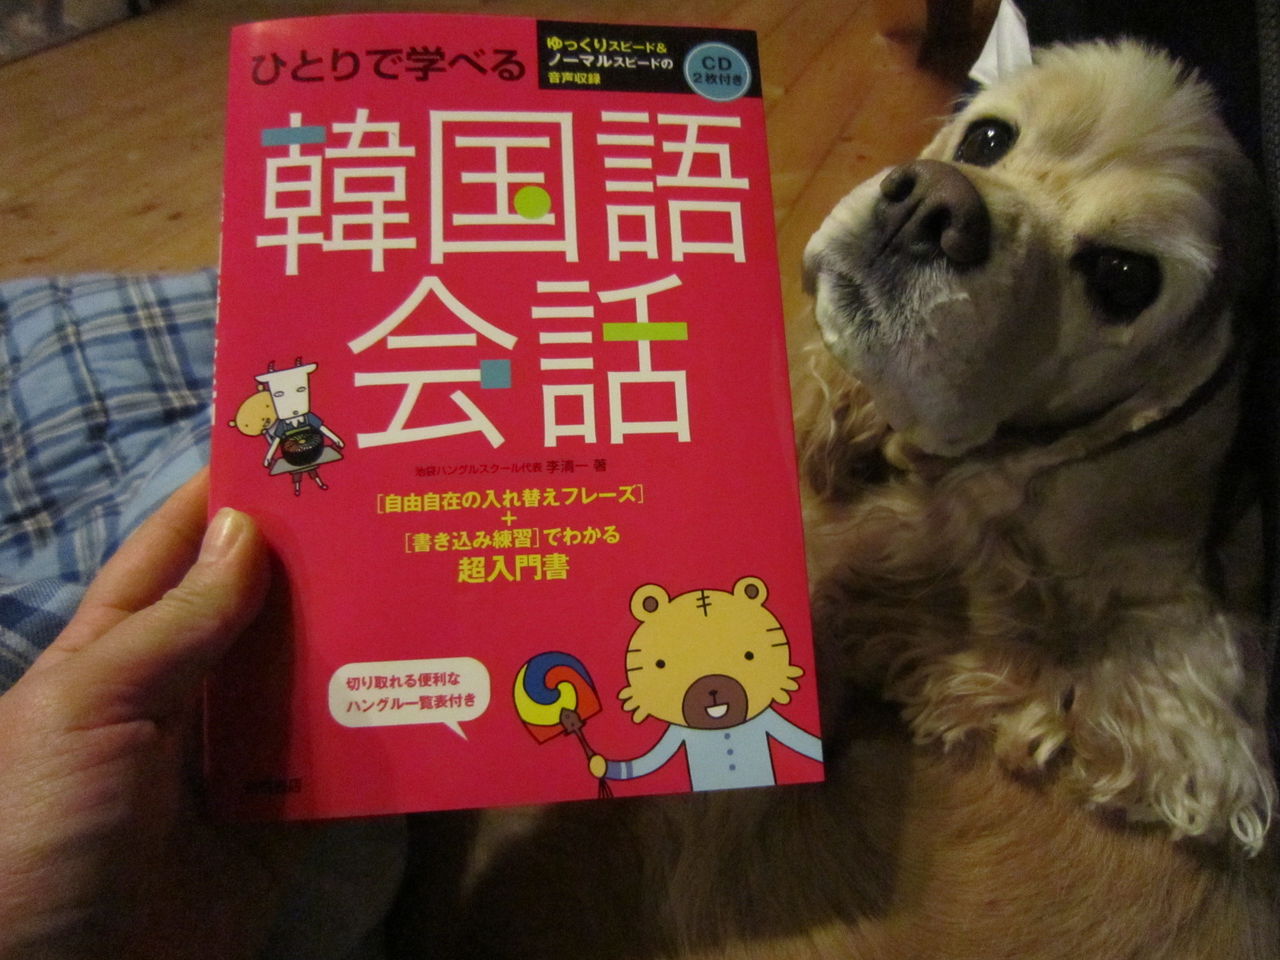 ひとりで学べる
ゆっくりスピード&
ノーマルスピードの
音声収録
CD
2枚付き
韓国語
会話
池袋ハングルスクール代表 李清一 著
[自由自在の入れ替えフレーズ]
+
[書き込み練習]でわかる
超入門書
切り取れる便利な
ハングル一覧表付き